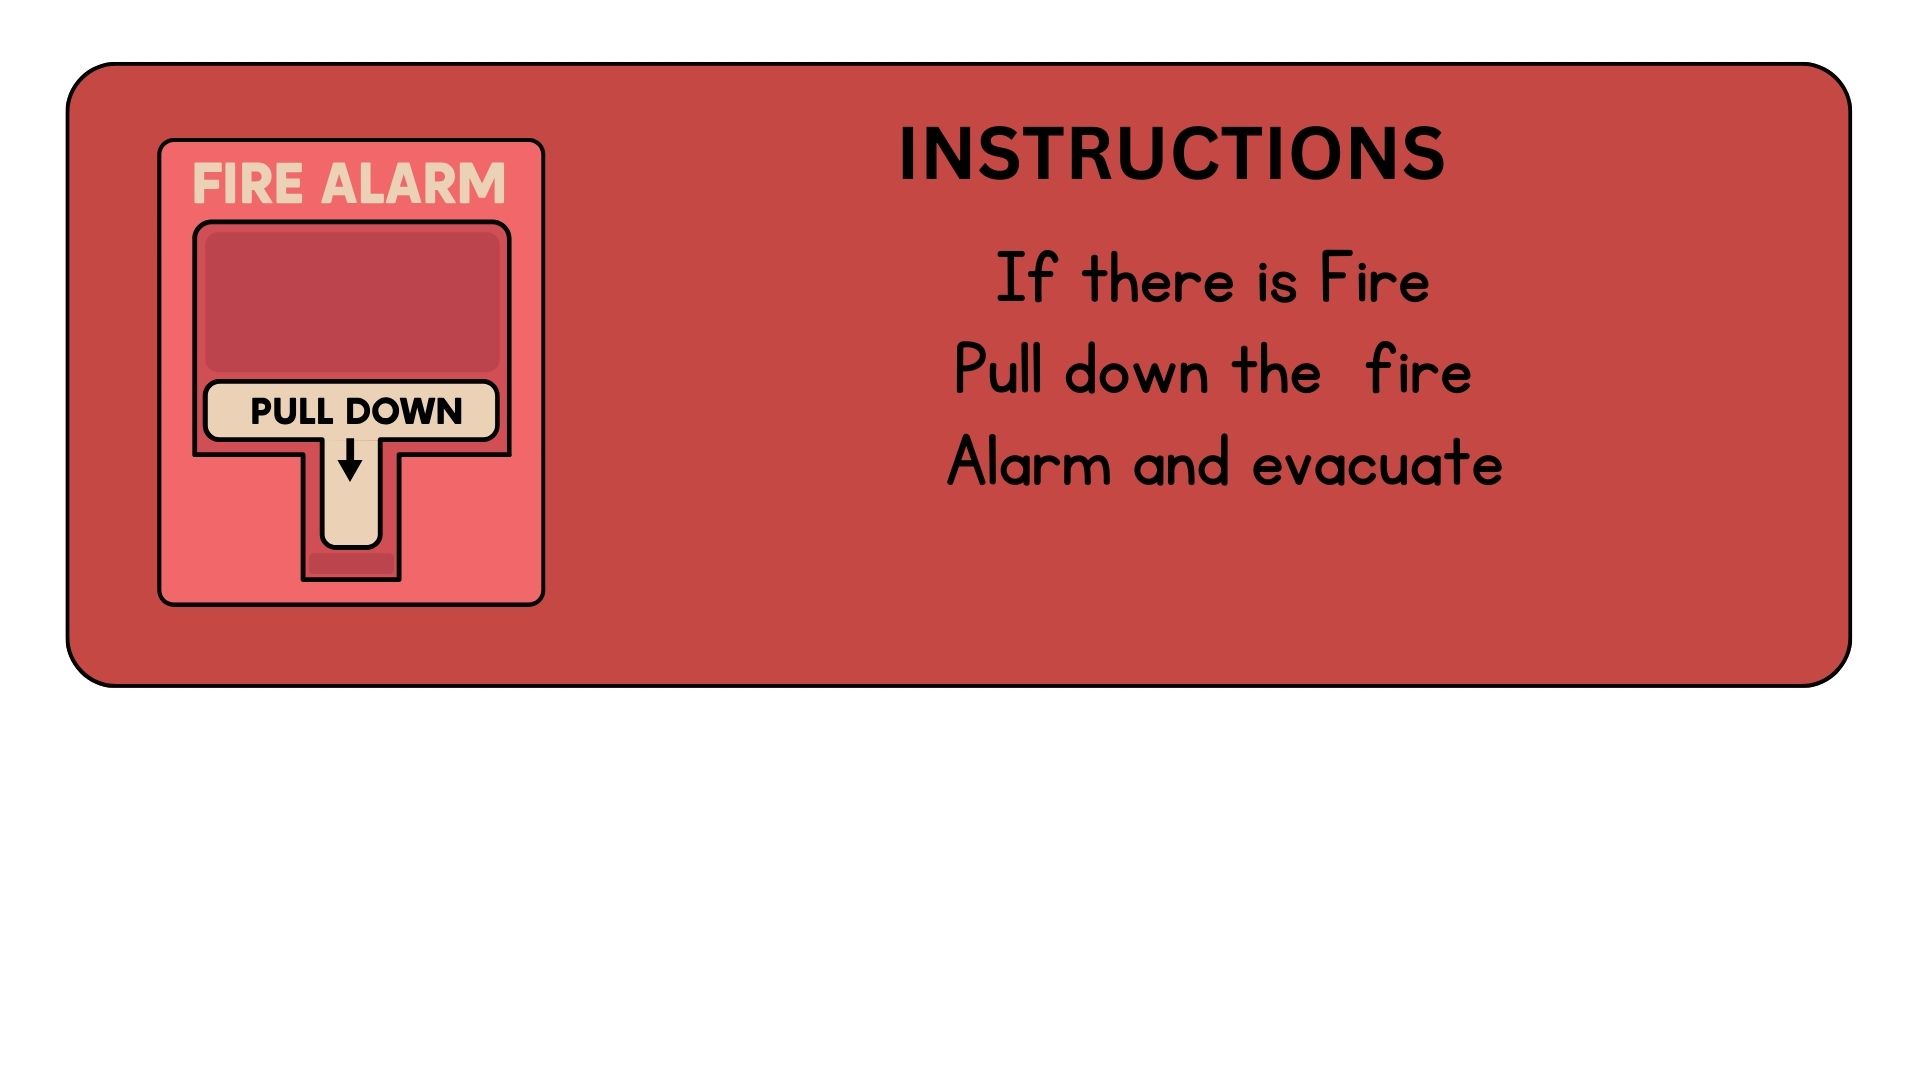 FIRE ALARM
PULL DOWN
INSTRUCTIONS
If there is Fire
Pull down the  fire
Alarm and evacuate